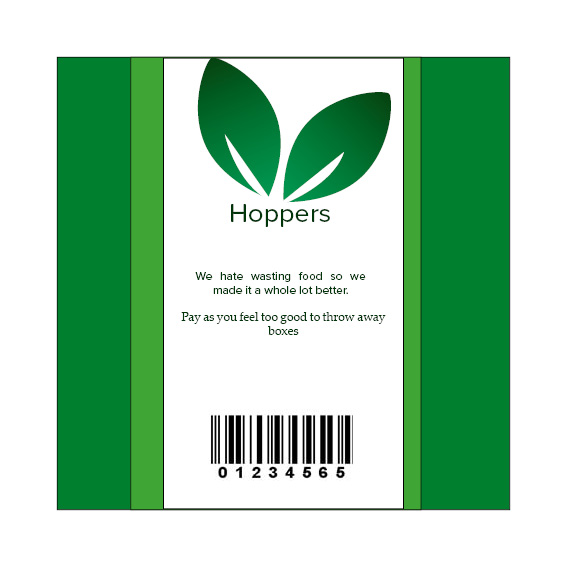 Hoppers
We hate wasting food so we
made it a whole lot better.
Pay as you feel too good to throw away
boxes
01234565